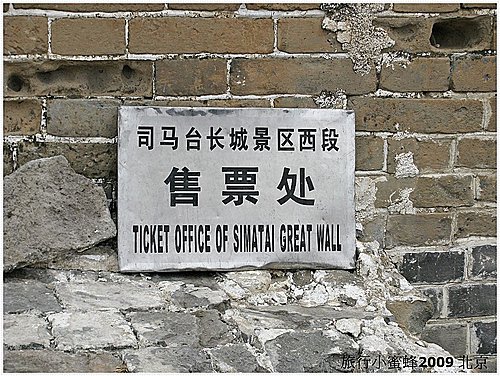 司马台长城景区西段
售票处
TICKET OFFICE OF SIMATAI GREAT WALL
旅行小蜜蜂2009 北京